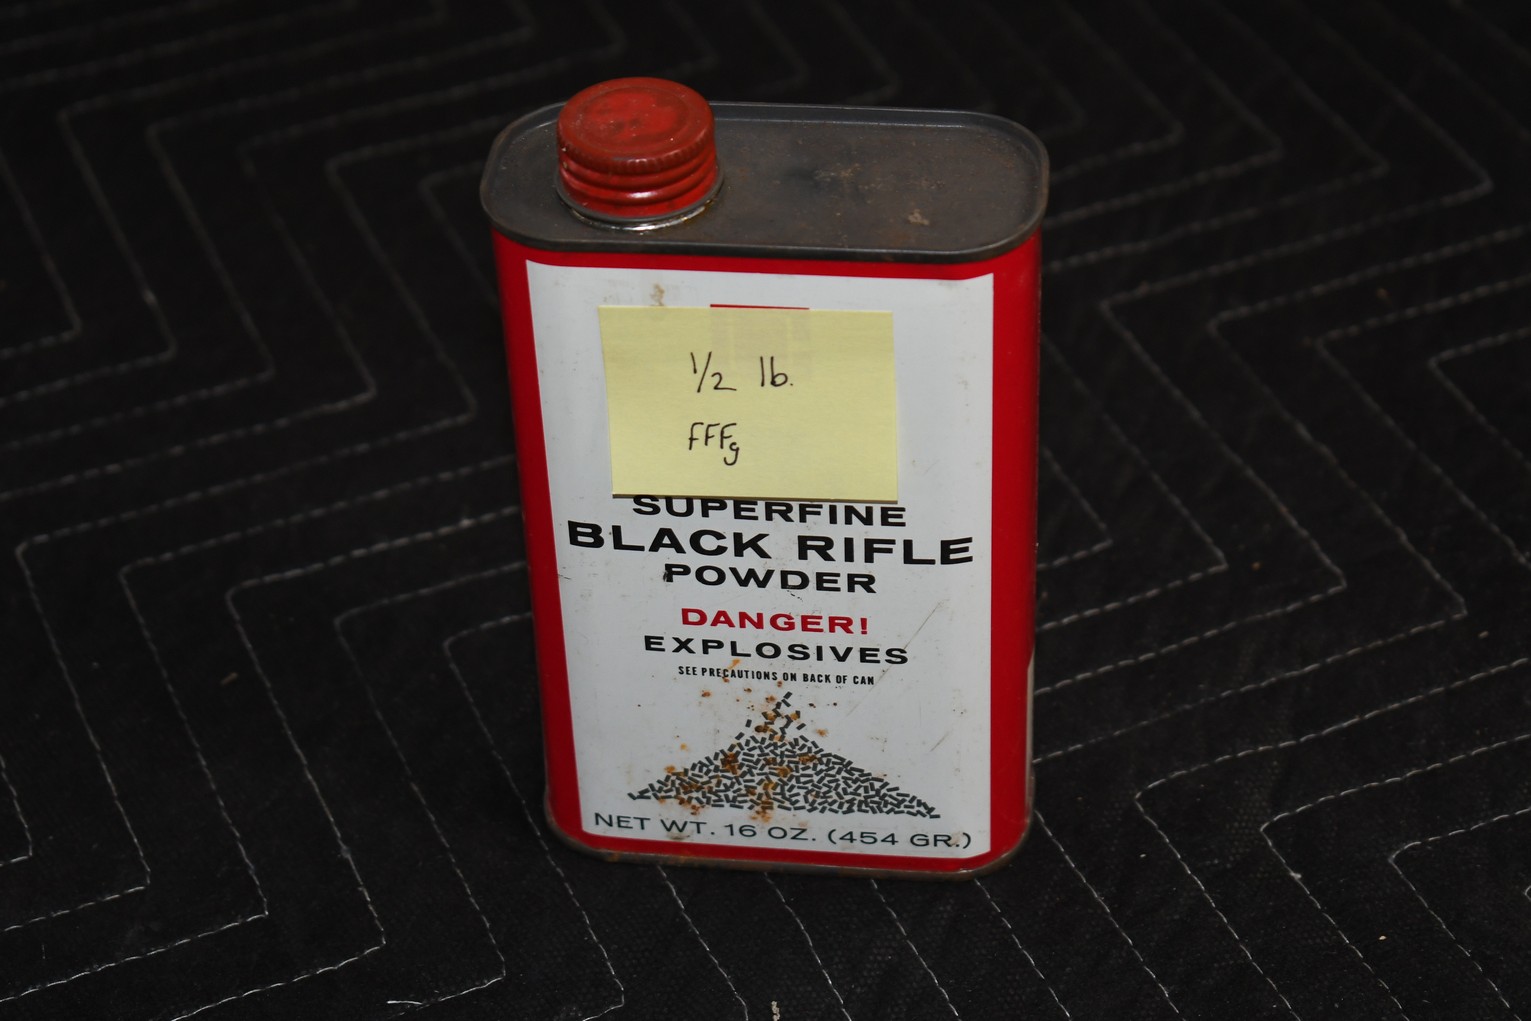 1/2 lb.
FFFg
SUPERFINE
BLACK RIFLE
POWDER
DANGER!
EXPLOSIVES
SEE PRECAUTIONS ON BACK OF CAN
NET WT. 16 OZ. (454 GR.)